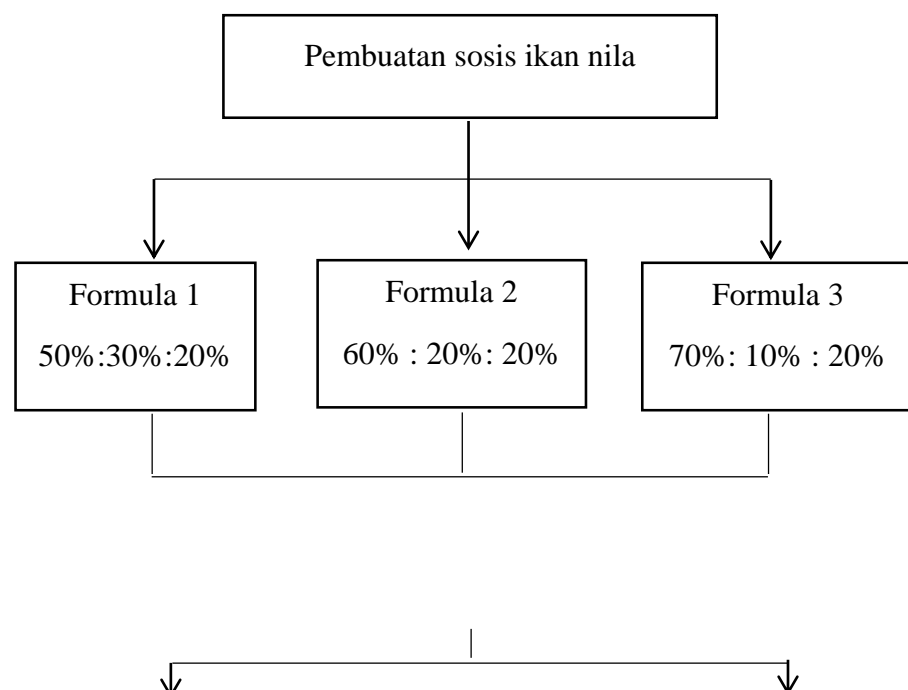 Pembuatan sosis ikan nila
Formula 1
50%:30%:20%
Formula 2
60% : 20%: 20%
Formula 3
70%: 10% : 20%